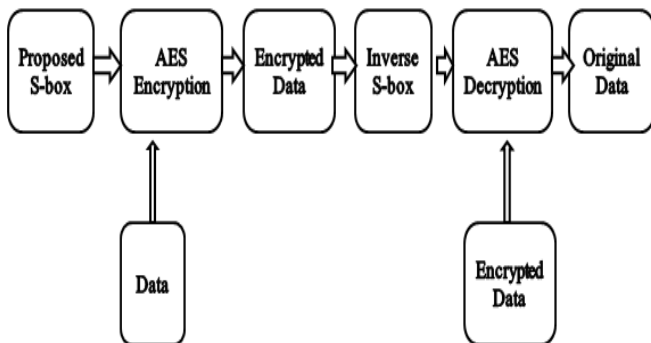 Proposed
S-box
AES
Encryption
Encrypted
Data
Inverse
S-box
AES
Decryption
Original
Data
Data
Encrypted
Data